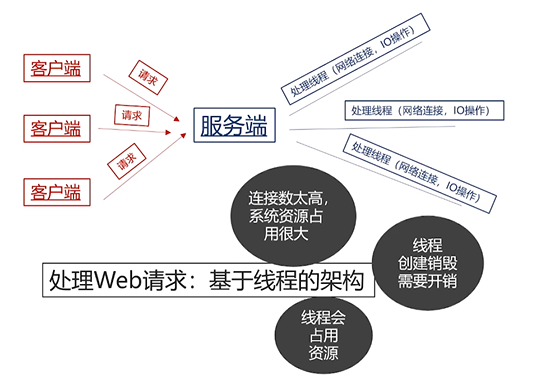 客户端
请求
处理线程（网络连接，IO操作）
客户端
请求
服务端
处理线程（网络连接，IO操作）
客户端
请求
处理线程（网络连接，IO操作）
连接数太高，
系统资源占
用很大
线程
创建销毁
需要开销
处理Web请求：基于线程的架构
线程会
占用
资源